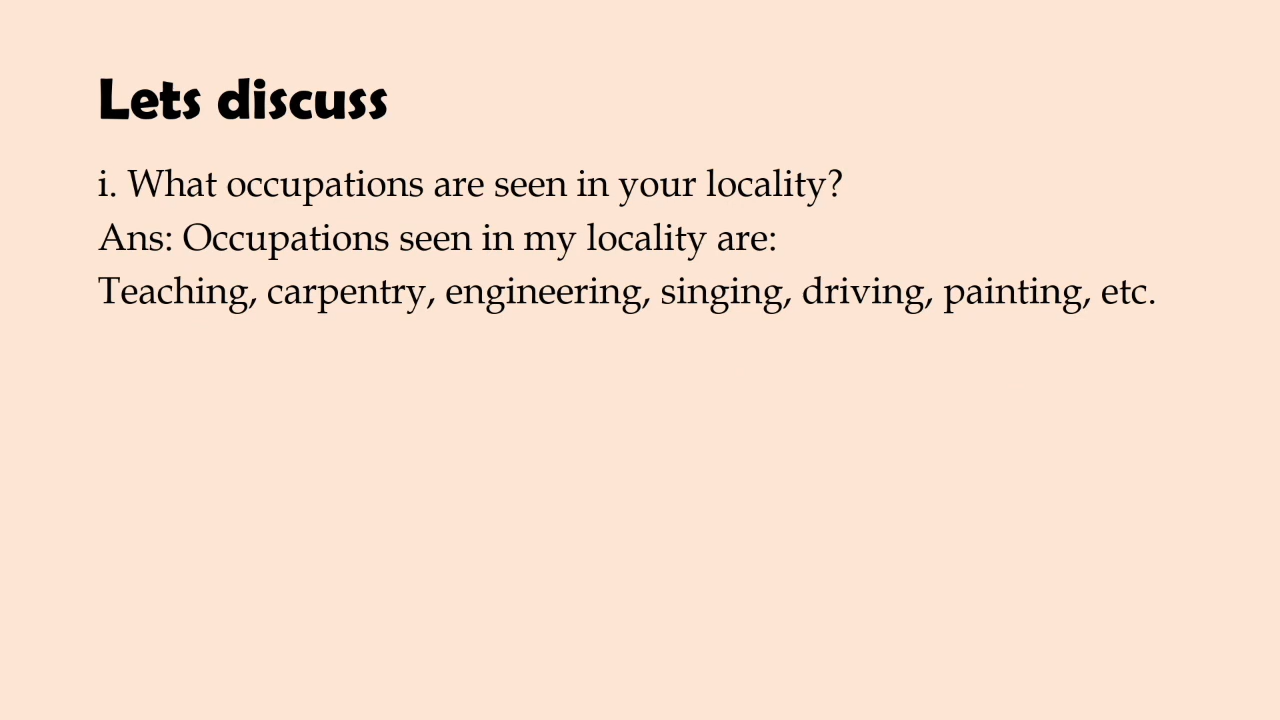 Lets discuss
i. What occupations are seen in your locality?
Ans: Occupations seen in my locality are:
Teaching, carpentry, engineering, singing, driving, painting, etc.